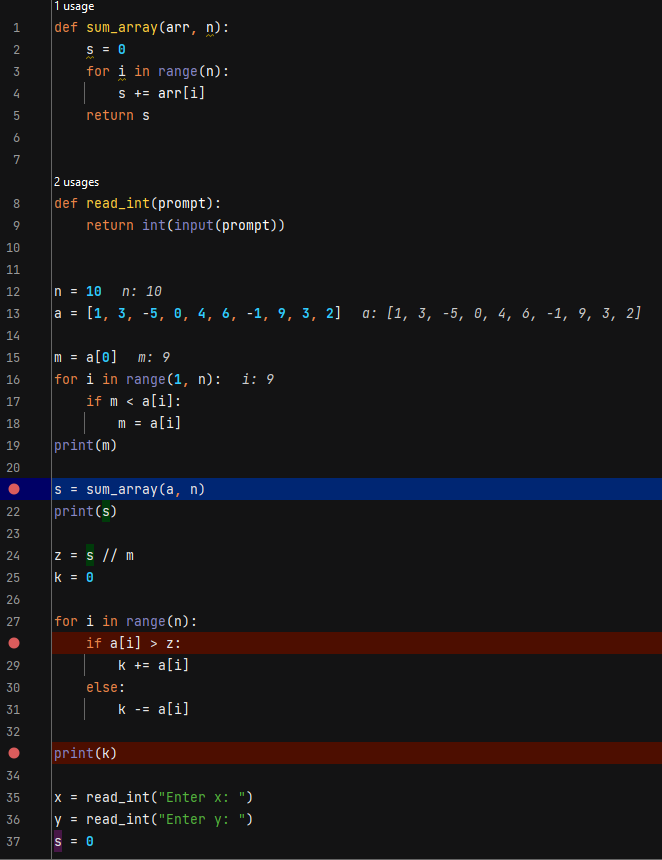 1 usage
1 def sum_array(arr, n):
2 s = 0
3 for i in range(n):
4 s += arr[i]
5 return s
6
7
2 usages
8 def read_int(prompt):
9 return int(input(prompt))
10
11
12 n = 10 n: 10
13 a = [1, 3, -5, 0, 4, 6, -1, 9, 3, 2] a: [1, 3, -5, 0, 4, 6, -1, 9, 3, 2]
14
15 m = a[0] m: 9
16 for i in range(1, n): i: 9
17 if m < a[i]:
18 m = a[i]
19 print(m)
20
s = sum_array(a, n)
22 print(s)
23
24 z = s // m
25 k = 0
26
27 for i in range(n):
if a[i] > z:
29 k += a[i]
30 else:
31 k -= a[i]
32
print(k)
34
35 x = read_int("Enter x: ")
36 y = read_int("Enter y: ")
37 s = 0